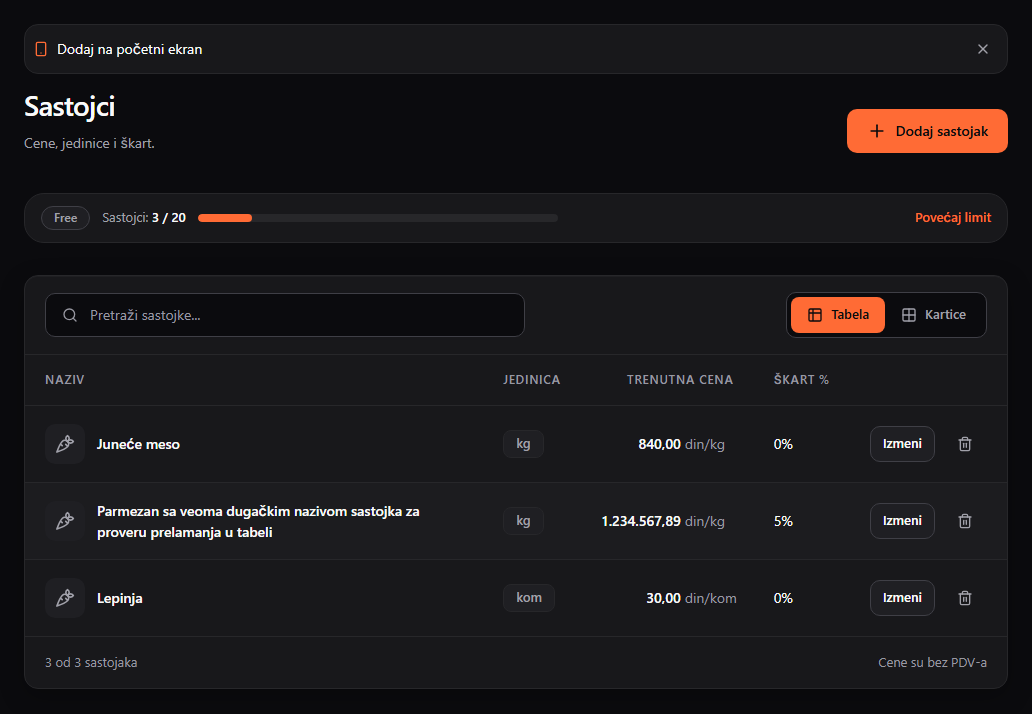 Dodaj na početni ekran
Sastojci
Cene, jedinice i škart.
Dodaj sastojak
Free
Sastojci: 3 / 20
Povećaj limit
Pretraži sastojke...
Tabela
Kartice
NAZIV
JEDINICA
TRENUTNA CENA
ŠKART %
Juneće meso
kg
840,00 din/kg
0%
Izmeni
Parmezan sa veoma dugačkim nazivom sastojka za
proveru prelamanja u tabeli
kg
1.234.567,89 din/kg
5%
Izmeni
Lepinja
kom
30,00 din/kom
0%
Izmeni
3 od 3 sastojaka
Cene su bez PDV-a